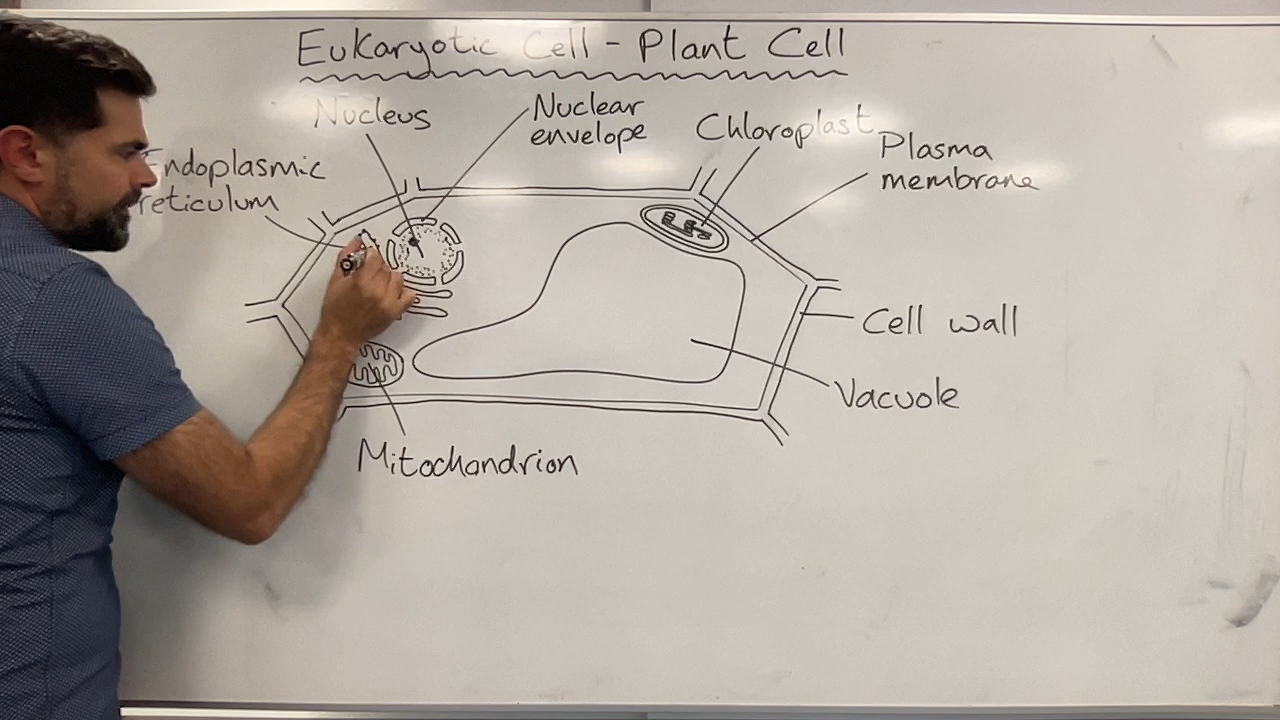 Eukaryotic Cell - Plant Cell
Nucleus
Nuclear
envelope
Chloroplast
Plasma
membrane
Endoplasmic
reticulum
Cell wall
Vacuole
Mitochondrion